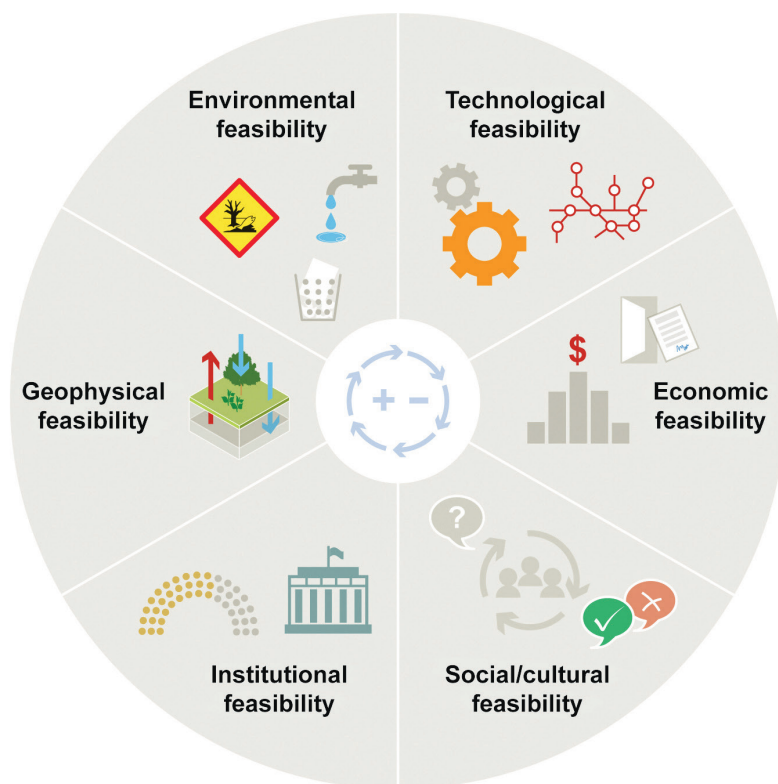 Environmental
feasibility
Technological
feasibility
Geophysical
feasibility
$
Economic
feasibility
+ −
?
Institutional
feasibility
Social/cultural
feasibility